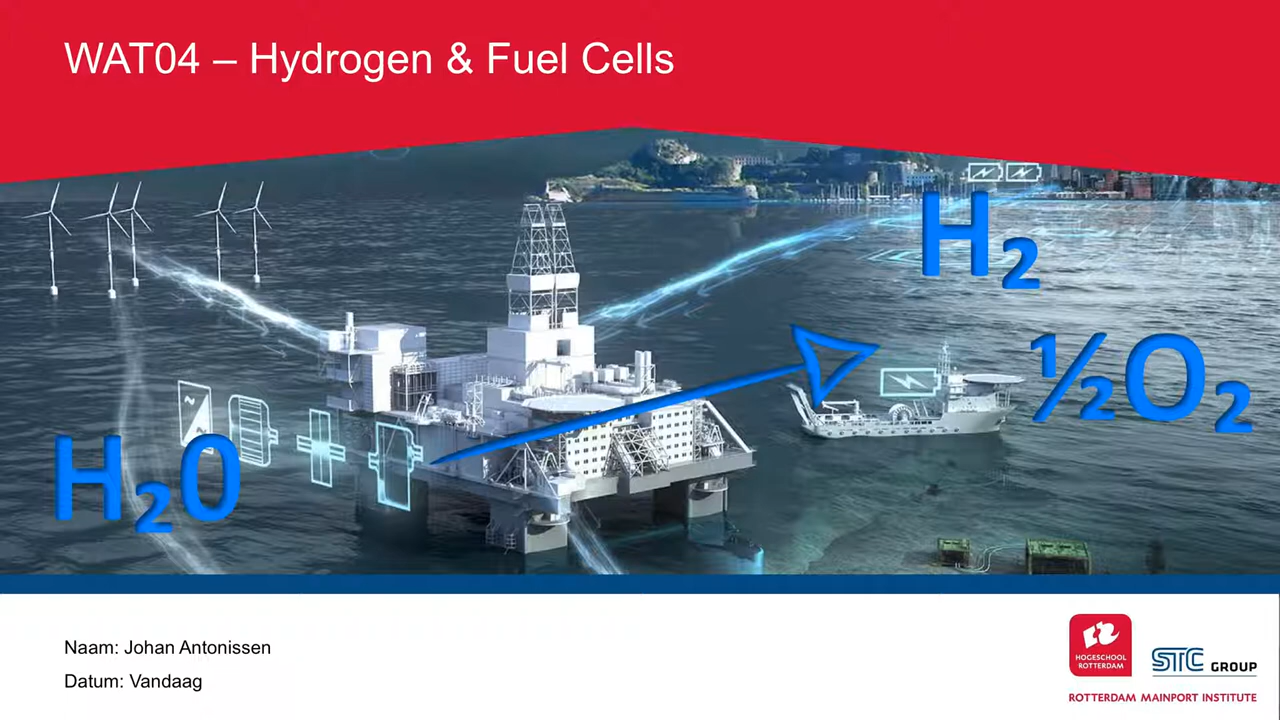 WAT04 – Hydrogen & Fuel Cells
H₂
½O₂
H₂0
Naam: Johan Antonissen
Datum: Vandaag
HOGESCHOOL
ROTTERDAM
STC GROUP
ROTTERDAM MAINPORT INSTITUTE